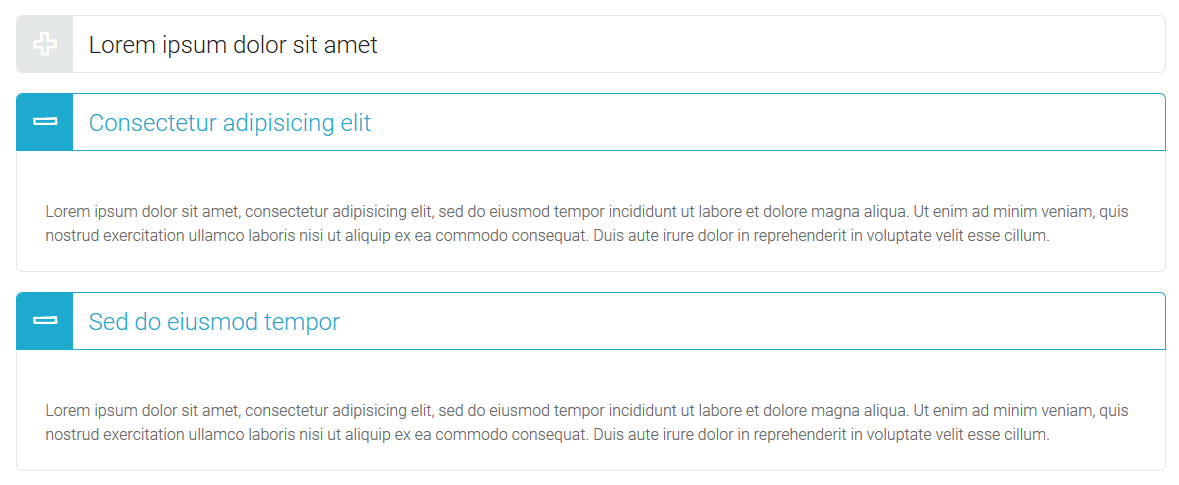 Lorem ipsum dolor sit amet
Consectetur adipisicing elit
Lorem ipsum dolor sit amet, consectetur adipisicing elit, sed do eiusmod tempor incididunt ut labore et dolore magna aliqua. Ut enim ad minim veniam, quis
nostrud exercitation ullamco laboris nisi ut aliquip ex ea commodo consequat. Duis aute irure dolor in reprehenderit in voluptate velit esse cillum.
Sed do eiusmod tempor
Lorem ipsum dolor sit amet, consectetur adipisicing elit, sed do eiusmod tempor incididunt ut labore et dolore magna aliqua. Ut enim ad minim veniam, quis
nostrud exercitation ullamco laboris nisi ut aliquip ex ea commodo consequat. Duis aute irure dolor in reprehenderit in voluptate velit esse cillum.